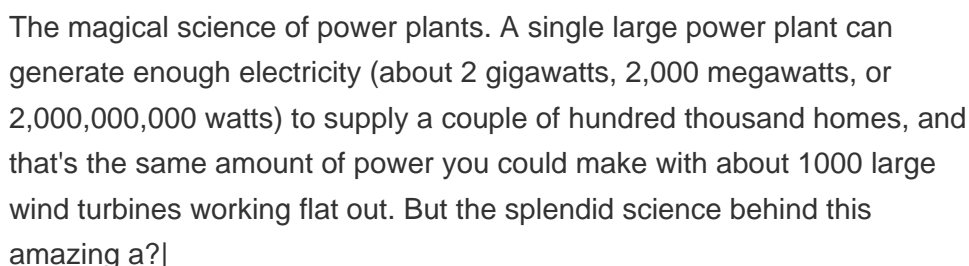 The magical science of power plants. A single large power plant can
generate enough electricity (about 2 gigawatts, 2,000 megawatts, or
2,000,000,000 watts) to supply a couple of hundred thousand homes, and
that's the same amount of power you could make with about 1000 large
wind turbines working flat out. But the splendid science behind this
amazing a?|